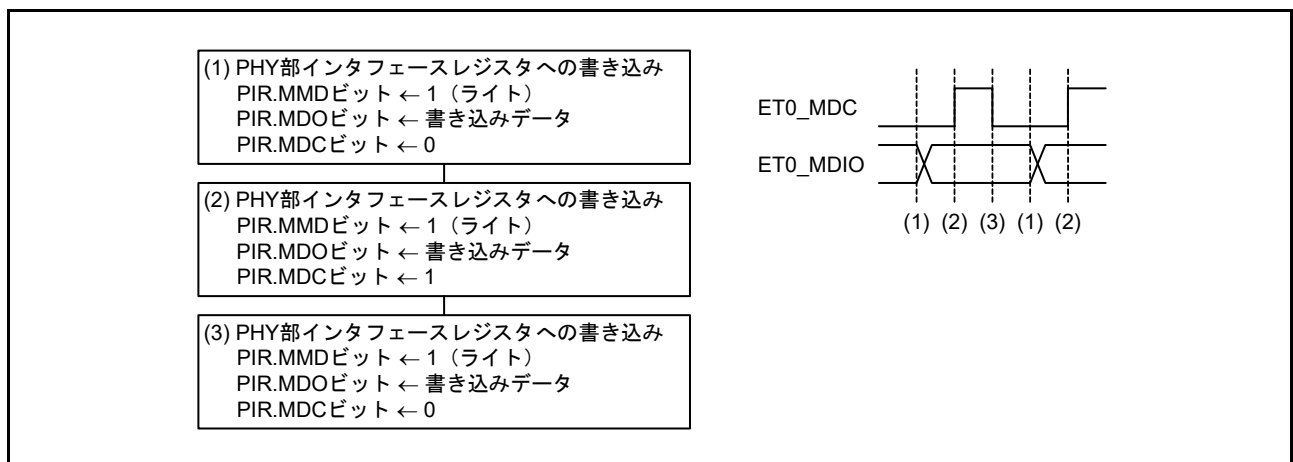 (1) PHY部インタフェースレジスタへの書き込み
PIR.MMDビット ← 1（ライト）
PIR.MDOビット ← 書き込みデータ
PIR.MDCビット ← 0
(2) PHY部インタフェースレジスタへの書き込み
PIR.MMDビット ← 1（ライト）
PIR.MDOビット ← 書き込みデータ
PIR.MDCビット ← 1
(3) PHY部インタフェースレジスタへの書き込み
PIR.MMDビット ← 1（ライト）
PIR.MDOビット ← 書き込みデータ
PIR.MDCビット ← 0
ET0_MDC
ET0_MDIO
(1) (2) (3) (1) (2)